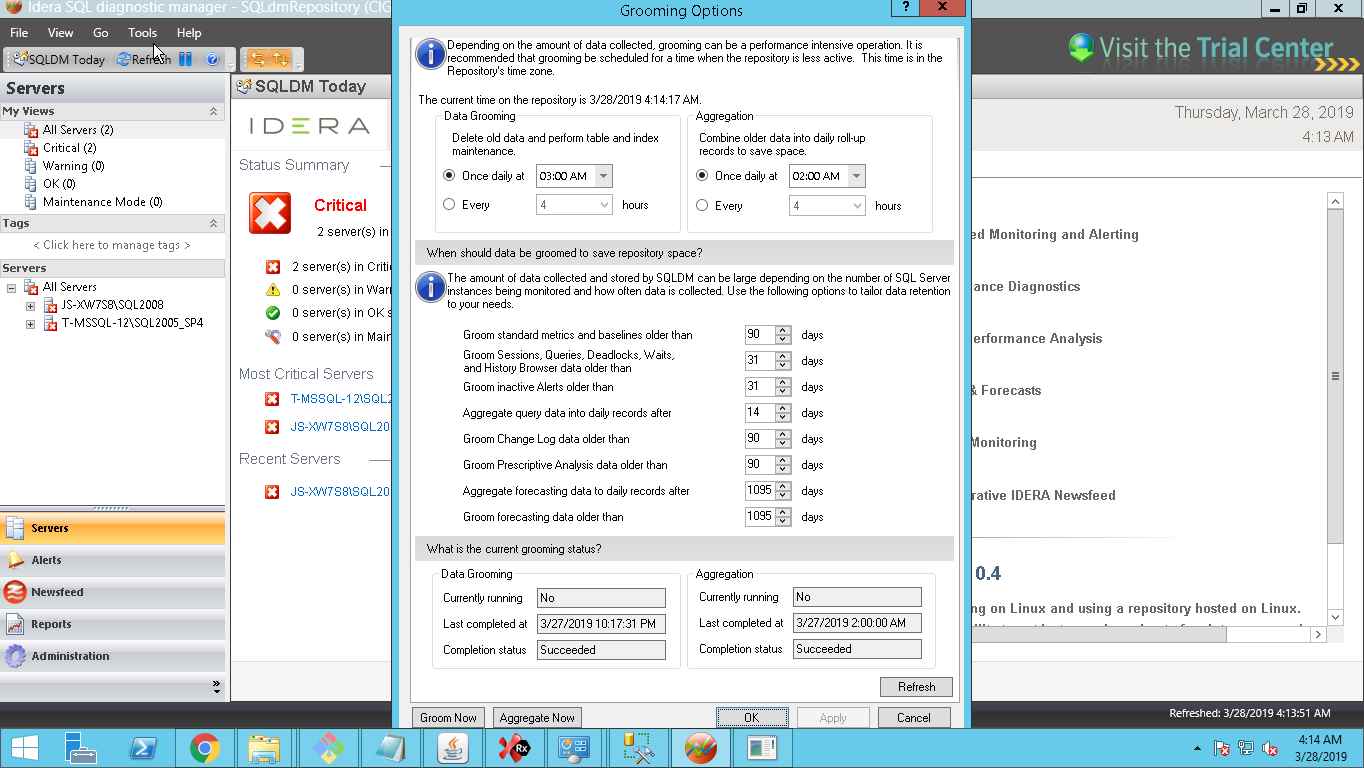 Idera SQL diagnostic manager - SQLdmRepository (CIG
File View Go Tools Help
SQLDM Today Refresh
Visit the Trial Center
Servers
My Views
All Servers (2)
Critical (2)
Warning (0)
OK (0)
Maintenance Mode (0)
Tags
< Click here to manage tags >
Servers
All Servers
JS-XW7S8\SQL2008
T-MSSQL-12\SQL2005_SP4
Servers
Alerts
Newsfeed
Reports
Administration
SQLDM Today
IDERA
Status Summary
Critical
2 server(s) in
2 server(s) in Criti
0 server(s) in War
0 server(s) in OK s
0 server(s) in Mair
Most Critical Servers
T-MSSQL-12\SQL2
JS-XW7S8\SQL20
Recent Servers
JS-XW7S8\SQL20
Grooming Options
Depending on the amount of data collected, grooming can be a performance intensive operation. It is
recommended that grooming be scheduled for a time when the repository is less active. This time is in the
Repository's time zone.
The current time on the repository is 3/28/2019 4:14:17 AM.
Data Grooming
Delete old data and perform table and index
maintenance.
Once daily at 03:00 AM
Every 4 hours
Aggregation
Combine older data into daily roll-up
records to save space.
Once daily at 02:00 AM
Every 4 hours
When should data be groomed to save repository space?
The amount of data collected and stored by SQLDM can be large depending on the number of SQL Server
instances being monitored and how often data is collected. Use the following options to tailor data retention
to your needs.
Groom standard metrics and baselines older than 90 days
Groom Sessions, Queries, Deadlocks, Waits,
and History Browser data older than 31 days
Groom inactive Alerts older than 31 days
Aggregate query data into daily records after 14 days
Groom Change Log data older than 90 days
Groom Prescriptive Analysis data older than 90 days
Aggregate forecasting data to daily records after 1095 days
Groom forecasting data older than 1095 days
What is the current grooming status?
Data Grooming
Currently running No
Last completed at 3/27/2019 10:17:31 PM
Completion status Succeeded
Aggregation
Currently running No
Last completed at 3/27/2019 2:00:00 AM
Completion status Succeeded
Refresh
Groom Now Aggregate Now OK Apply Cancel
Thursday, March 28, 2019
4:13 AM
ed Monitoring and Alerting
ance Diagnostics
erformance Analysis
& Forecasts
Monitoring
rative IDERA Newsfeed
0.4
ng on Linux and using a repository hosted on Linux.
Refreshed: 3/28/2019 4:13:51 AM
Rx
4:14 AM
3/28/2019